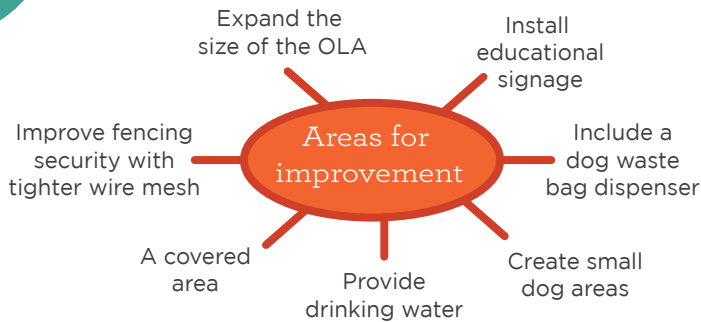 Areas for
improvement
Expand the
size of the OLA
Install
educational
signage
Include a
dog waste
bag dispenser
Create small
dog areas
Provide
drinking water
A covered
area
Improve fencing
security with
tighter wire mesh